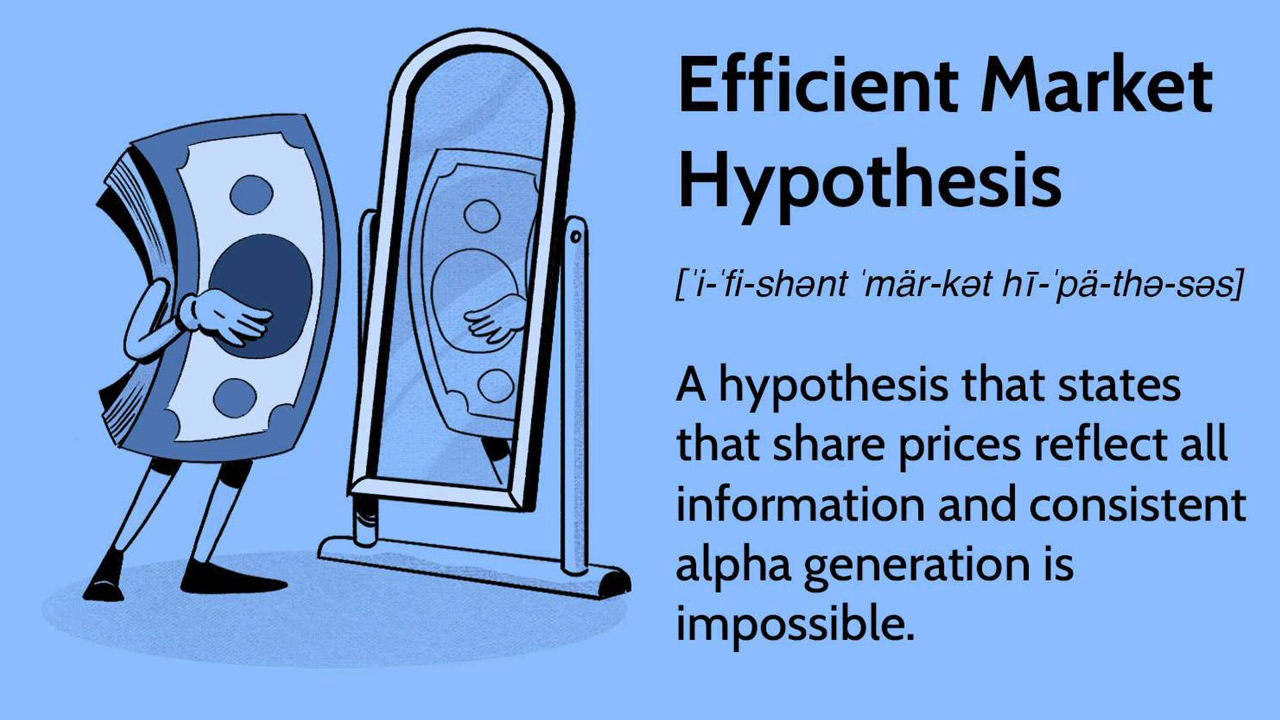 Efficient Market
Hypothesis
[ˈi-ˈfi-shənt ˈmär-kət hī-ˈpä-thə-səs]
A hypothesis that states
that share prices reflect all
information and consistent
alpha generation is
impossible.